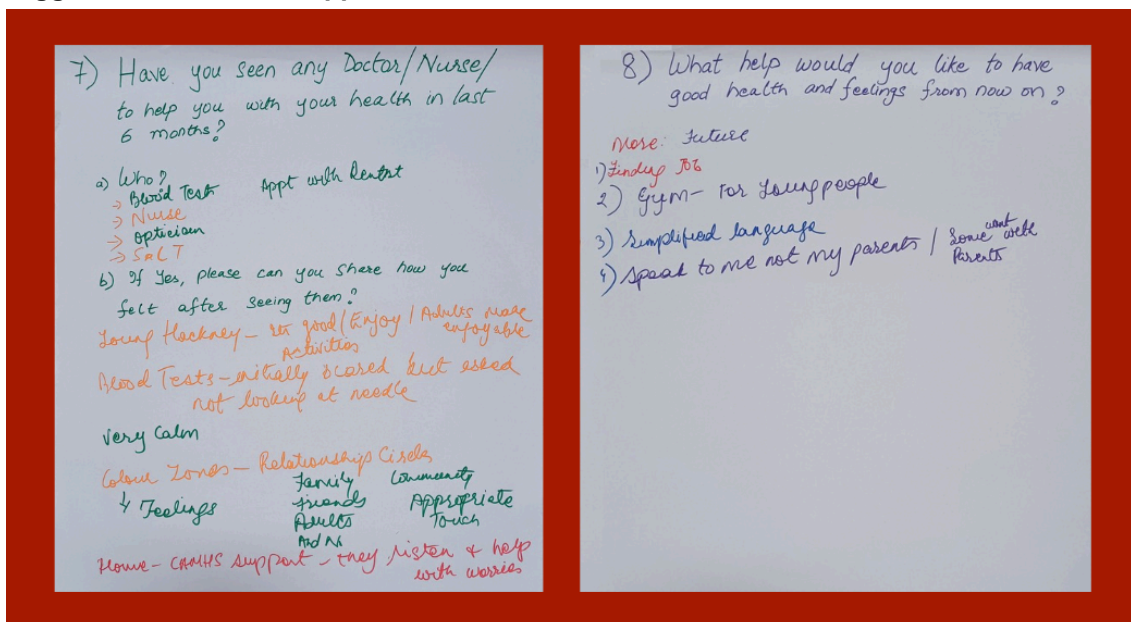 7) Have you seen any Doctor/Nurse/
to help you with your health in last
6 months?
a) Who?
→ Blood Test Appt with Dentist
→ Nurse
→ optician
→ SALT
b) If Yes, please can you share how you
felt after seeing them?
Young Hackney - its good/Enjoy/Adults make
Activities enjoyable
Blood Tests - initially scared but asked
not looking at needle
very Calm
Colour Zones - Relationship Circles
↳ Feelings Family Community
Friends Appropriate
Adults Touch
Home - CAMHS support - they listen & help
with worries
8) What help would you like to have
good health and feelings from now on?
More: Future
1) Finding Job
2) Gym - For Young people
3) Simplified language
4) Speak to me not my parents / Some want with
Parents